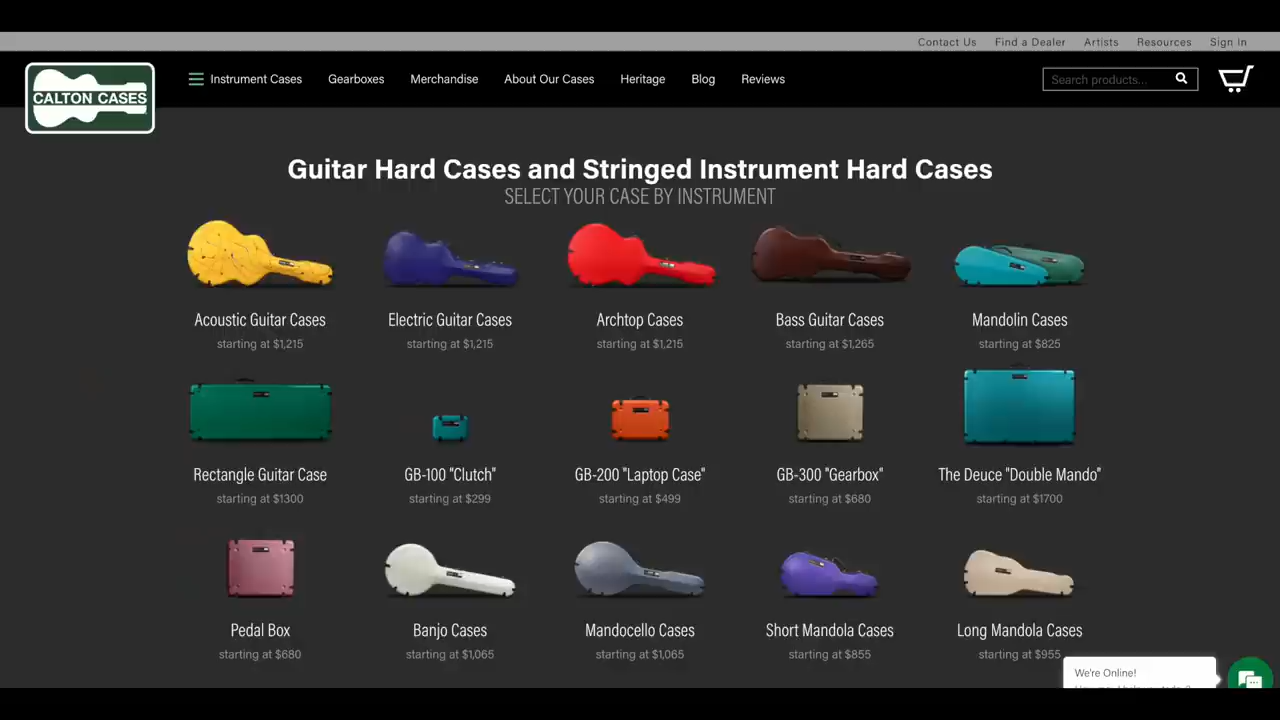 Contact Us Find a Dealer Artists Resources Sign In
CALTON CASES
Instrument Cases Gearboxes Merchandise About Our Cases Heritage Blog Reviews
Search products...
Guitar Hard Cases and Stringed Instrument Hard Cases
SELECT YOUR CASE BY INSTRUMENT
Acoustic Guitar Cases Electric Guitar Cases Archtop Cases Bass Guitar Cases Mandolin Cases
starting at $1,215 starting at $1,215 starting at $1,215 starting at $1,265 starting at $825
Rectangle Guitar Case GB-100 "Clutch" GB-200 "Laptop Case" GB-300 "Gearbox" The Deuce "Double Mando"
starting at $1300 starting at $299 starting at $499 starting at $680 starting at $1700
Pedal Box Banjo Cases Mandocello Cases Short Mandola Cases Long Mandola Cases
starting at $680 starting at $1,065 starting at $1,065 starting at $855 starting at $955
We're Online!